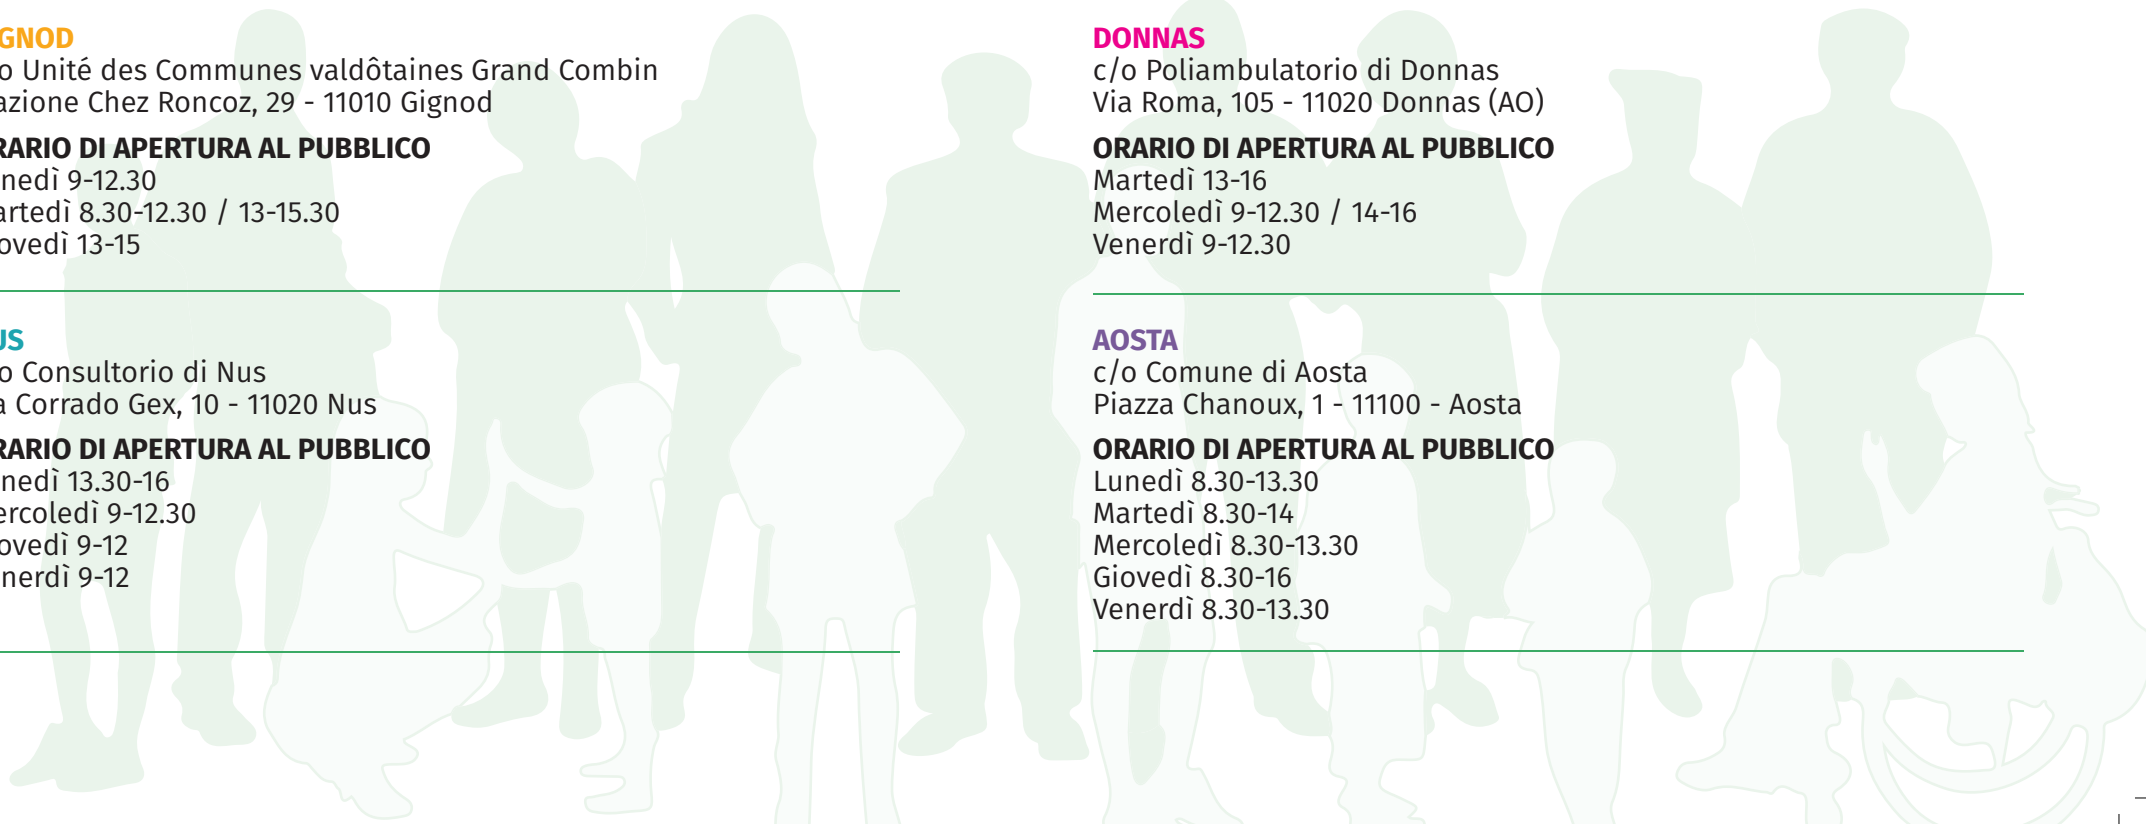 GNOD
o Unité des Communes valdôtaines Grand Combin
azione Chez Roncoz, 29 - 11010 Gignod
RARIO DI APERTURA AL PUBBLICO
nedì 9-12.30
artedì 8.30-12.30 / 13-15.30
ovedì 13-15
US
o Consultorio di Nus
a Corrado Gex, 10 - 11020 Nus
RARIO DI APERTURA AL PUBBLICO
nedì 13.30-16
ercoledì 9-12.30
ovedì 9-12
nerdì 9-12
DONNAS
c/o Poliambulatorio di Donnas
Via Roma, 105 - 11020 Donnas (AO)
ORARIO DI APERTURA AL PUBBLICO
Martedì 13-16
Mercoledì 9-12.30 / 14-16
Venerdì 9-12.30
AOSTA
c/o Comune di Aosta
Piazza Chanoux, 1 - 11100 - Aosta
ORARIO DI APERTURA AL PUBBLICO
Lunedì 8.30-13.30
Martedì 8.30-14
Mercoledì 8.30-13.30
Giovedì 8.30-16
Venerdì 8.30-13.30